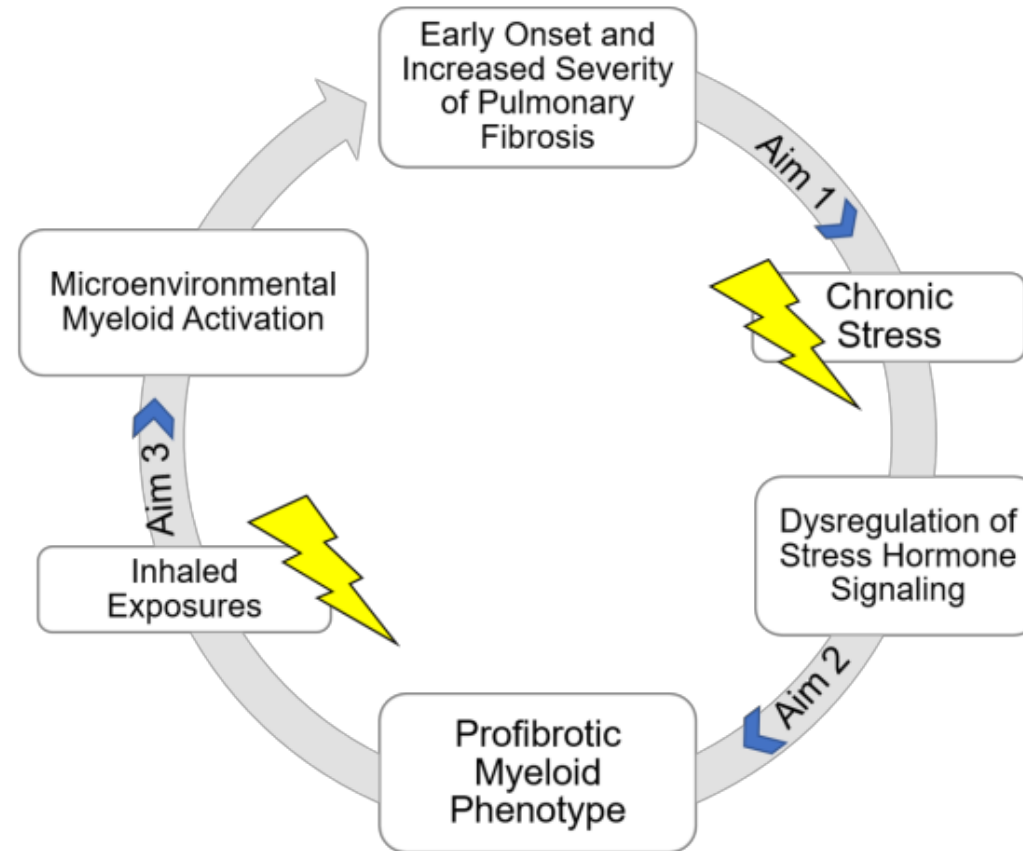 Early Onset and
Increased Severity
of Pulmonary
Fibrosis
Aim 1
Chronic
Stress
Dysregulation of
Stress Hormone
Signaling
Aim 2
Profibrotic
Myeloid
Phenotype
Inhaled
Exposures
Aim 3
Microenvironmental
Myeloid Activation